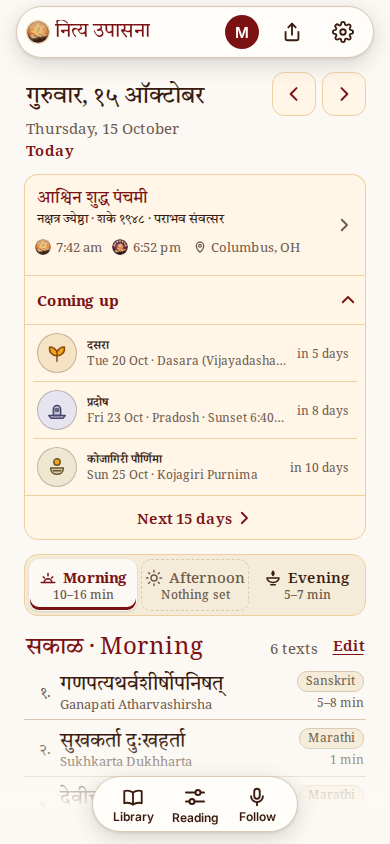 नित्य उपासना
M
गुरुवार, १५ ऑक्टोबर
Thursday, 15 October
Today
आश्विन शुद्ध पंचमी
नक्षत्र ज्येष्ठा · शके १९४८ · पराभव संवत्सर
7:42 am 6:52 pm Columbus, OH
Coming up
दसरा
Tue 20 Oct · Dasara (Vijayadasha...
in 5 days
प्रदोष
Fri 23 Oct · Pradosh · Sunset 6:40...
in 8 days
कोजागिरी पौर्णिमा
Sun 25 Oct · Kojagiri Purnima
in 10 days
Next 15 days
Morning
10–16 min
Afternoon
Nothing set
Evening
5–7 min
सकाळ · Morning
6 texts
Edit
१.
गणपत्यथर्वशीर्षोपनिषत्
Ganapati Atharvashirsha
Sanskrit
5–8 min
२.
सुखकर्ता दुःखहर्ता
Sukhkarta Dukhharta
Marathi
1 min
Marathi
Library
Reading
Follow